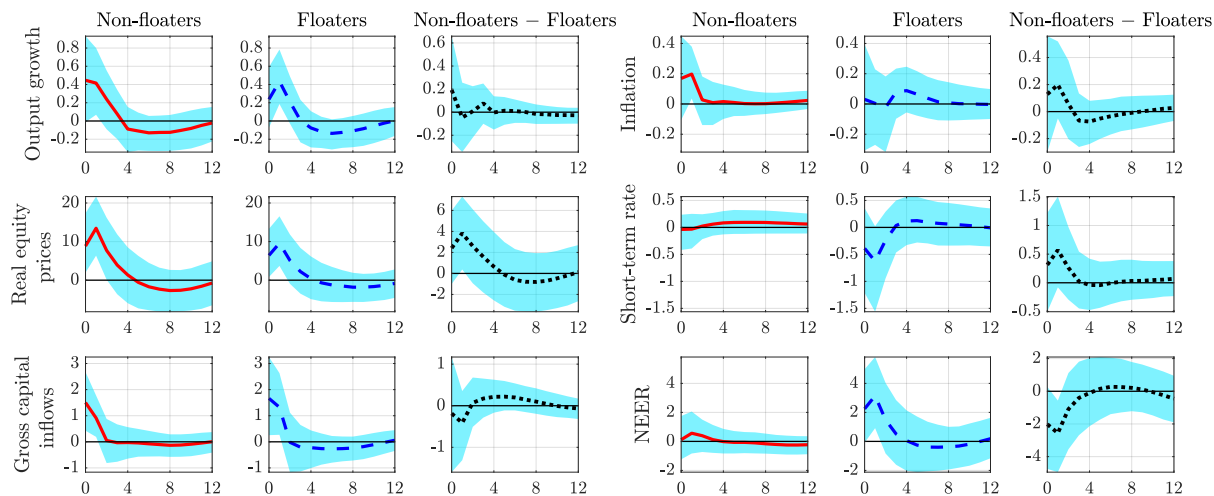 Non-floaters Floaters Non-floaters − Floaters Non-floaters Floaters Non-floaters − Floaters
Output growth
0.8 0.6 0.4 0.2 0 -0.2
0 4 8 12
0.8 0.6 0.4 0.2 0 -0.2
0 4 8 12
0.6 0.4 0.2 0 -0.2
0 4 8 12
Inflation
0.4 0.2 0 -0.2
0 4 8 12
0.4 0.2 0 -0.2
0 4 8 12
0.4 0.2 0 -0.2
0 4 8 12
Real equity
prices
20 10 0
0 4 8 12
20 10 0
0 4 8 12
6 4 2 0 -2
0 4 8 12
Short-term rate
0.5 0 -0.5 -1 -1.5
0 4 8 12
0.5 0 -0.5 -1 -1.5
0 4 8 12
1.5 1 0.5 0 -0.5
0 4 8 12
Gross capital
inflows
3 2 1 0 -1
0 4 8 12
3 2 1 0 -1
0 4 8 12
1 0 -1
0 4 8 12
NEER
4 2 0 -2
0 4 8 12
4 2 0 -2
0 4 8 12
2 0 -2 -4
0 4 8 12